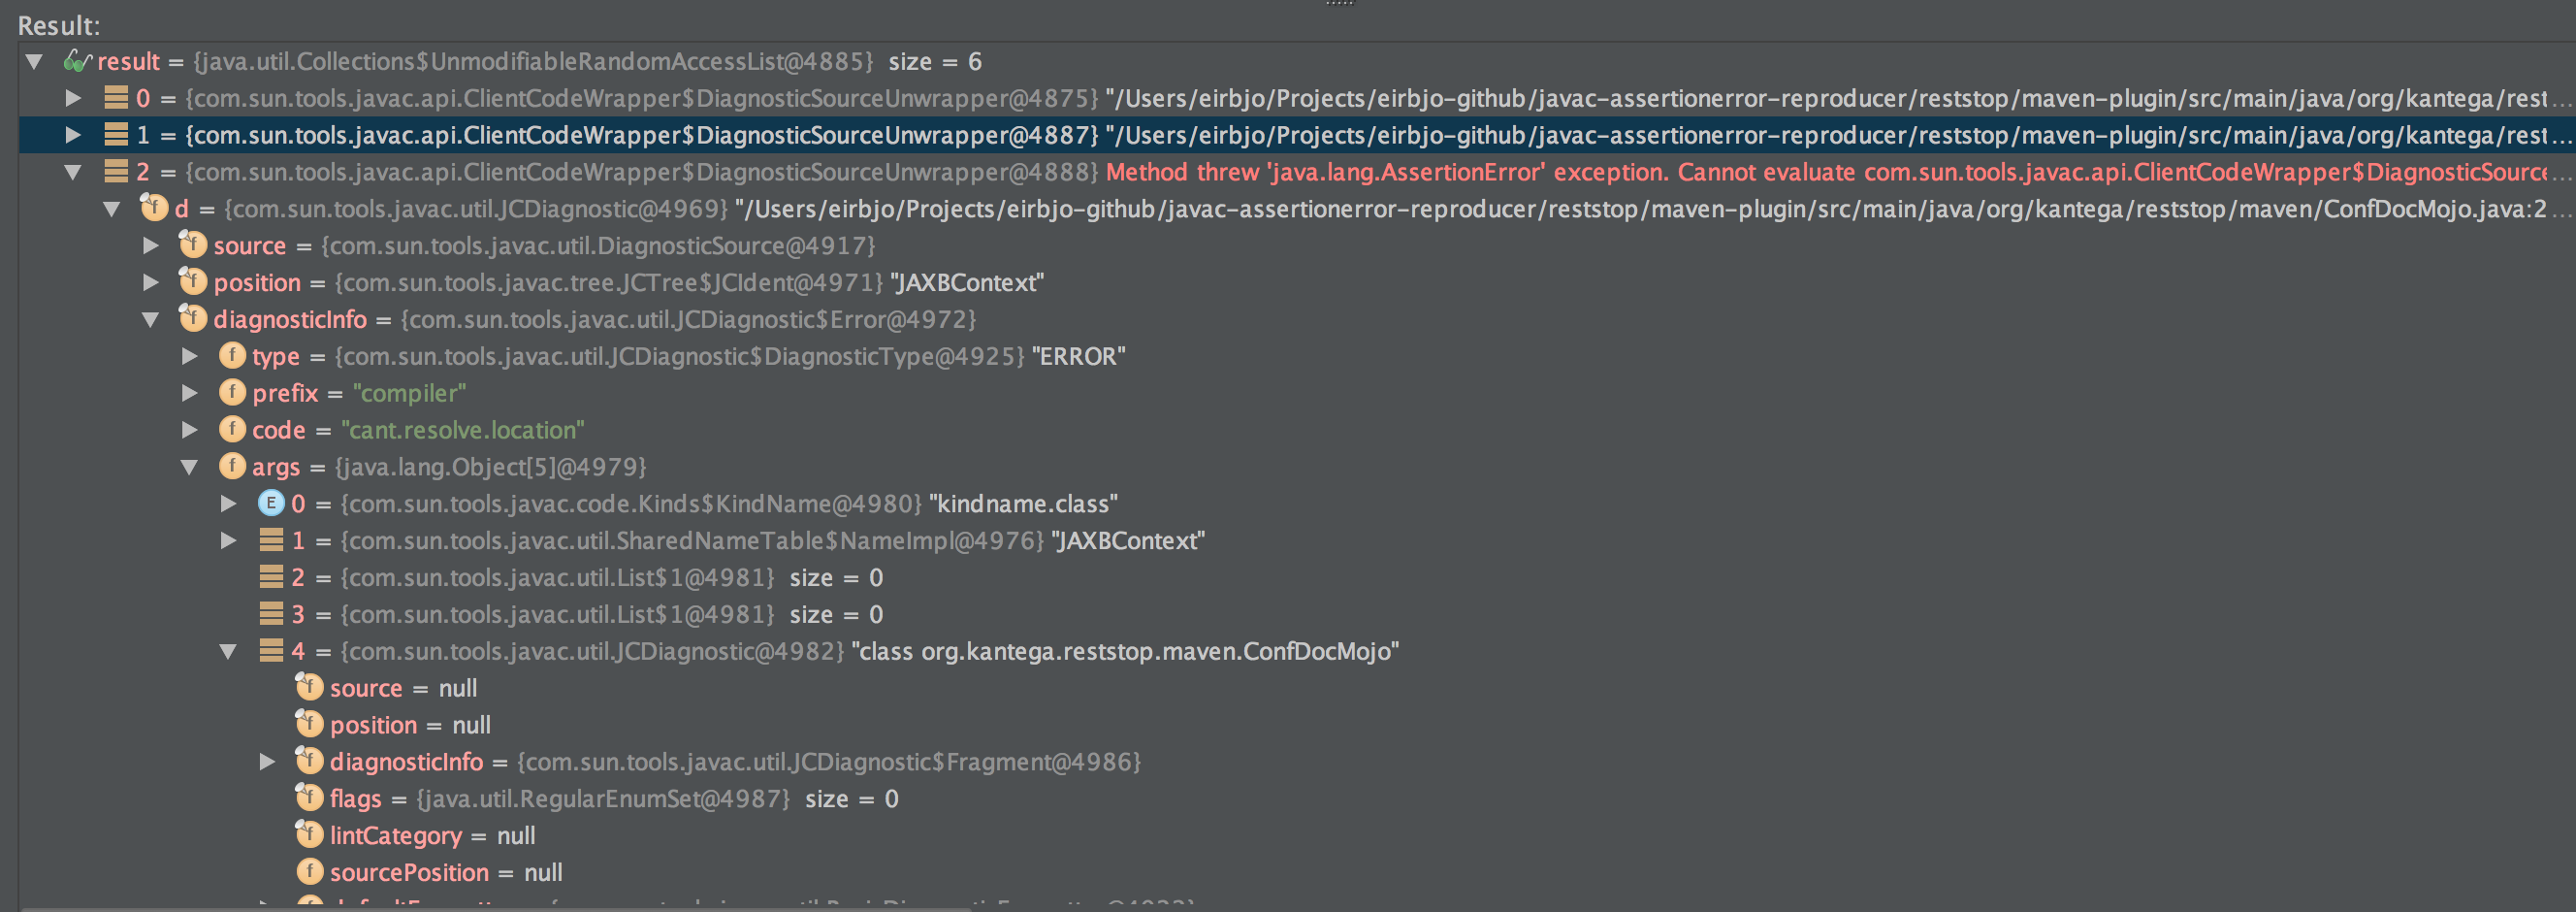 Result:
result = {java.util.Collections$UnmodifiableRandomAccessList@4885} size = 6
0 = {com.sun.tools.javac.api.ClientCodeWrapper$DiagnosticSourceUnwrapper@4875} "/Users/eirbjo/Projects/eirbjo-github/javac-assertionerror-reproducer/reststop/maven-plugin/src/main/java/org/kantega/rest...
1 = {com.sun.tools.javac.api.ClientCodeWrapper$DiagnosticSourceUnwrapper@4887} "/Users/eirbjo/Projects/eirbjo-github/javac-assertionerror-reproducer/reststop/maven-plugin/src/main/java/org/kantega/rest...
2 = {com.sun.tools.javac.api.ClientCodeWrapper$DiagnosticSourceUnwrapper@4888} Method threw 'java.lang.AssertionError' exception. Cannot evaluate com.sun.tools.javac.api.ClientCodeWrapper$DiagnosticSource...
f d = {com.sun.tools.javac.util.JCDiagnostic@4969} "/Users/eirbjo/Projects/eirbjo-github/javac-assertionerror-reproducer/reststop/maven-plugin/src/main/java/org/kantega/reststop/maven/ConfDocMojo.java:2...
f source = {com.sun.tools.javac.util.DiagnosticSource@4917}
f position = {com.sun.tools.javac.tree.JCTree$JCIdent@4971} "JAXBContext"
f diagnosticInfo = {com.sun.tools.javac.util.JCDiagnostic$Error@4972}
f type = {com.sun.tools.javac.util.JCDiagnostic$DiagnosticType@4925} "ERROR"
f prefix = "compiler"
f code = "cant.resolve.location"
f args = {java.lang.Object[5]@4979}
E 0 = {com.sun.tools.javac.code.Kinds$KindName@4980} "kindname.class"
1 = {com.sun.tools.javac.util.SharedNameTable$NameImpl@4976} "JAXBContext"
2 = {com.sun.tools.javac.util.List$1@4981} size = 0
3 = {com.sun.tools.javac.util.List$1@4981} size = 0
4 = {com.sun.tools.javac.util.JCDiagnostic@4982} "class org.kantega.reststop.maven.ConfDocMojo"
f source = null
f position = null
f diagnosticInfo = {com.sun.tools.javac.util.JCDiagnostic$Fragment@4986}
f flags = {java.util.RegularEnumSet@4987} size = 0
f lintCategory = null
f sourcePosition = null